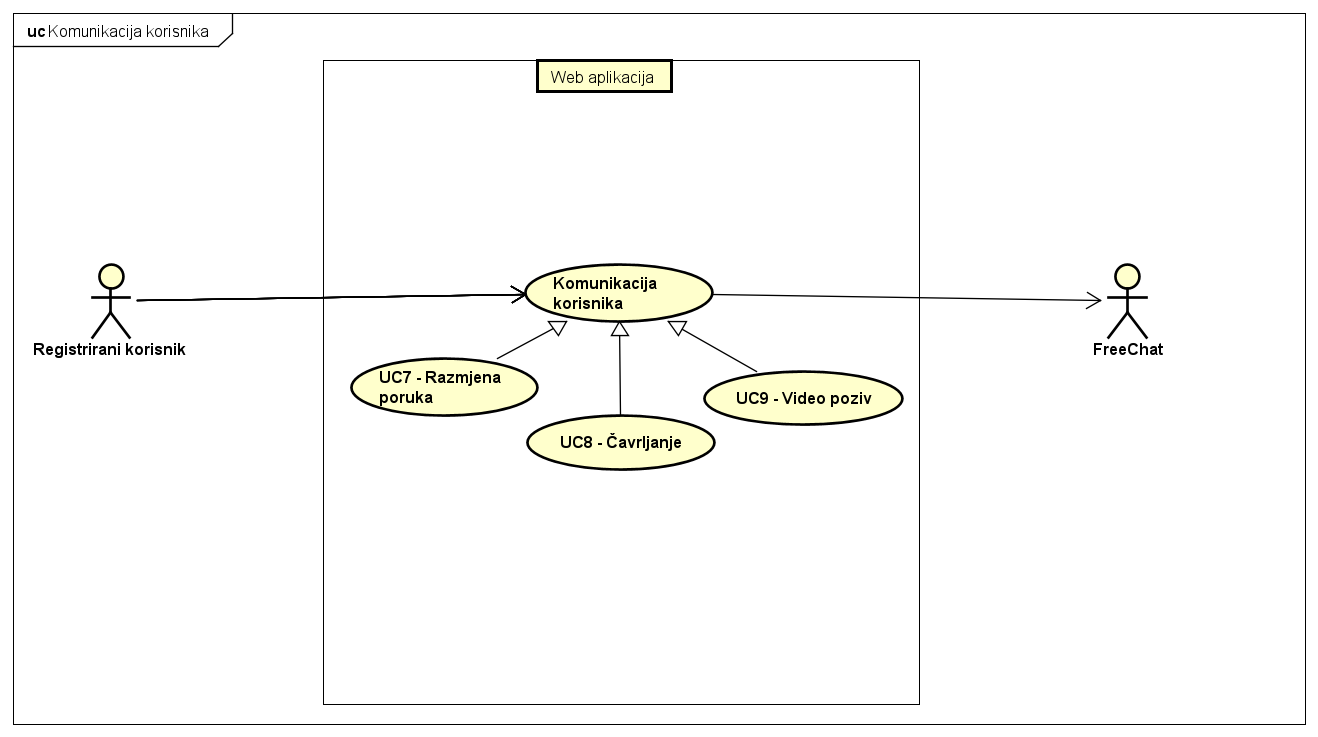 uc Komunikacija korisnika
Web aplikacija
Komunikacija
korisnika
Registrirani korisnik
FreeChat
UC7 - Razmjena
poruka
UC9 - Video poziv
UC8 - Čavrljanje